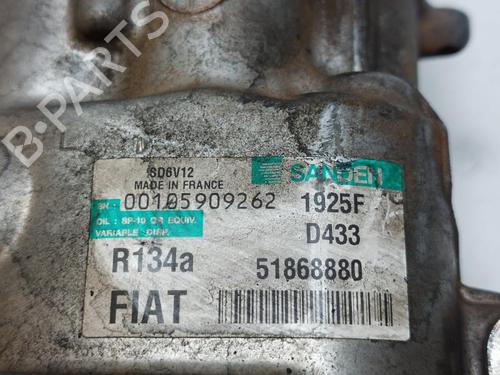 B-PARTS
SD6V12
MADE IN FRANCE
SANDEN
SN: 00105909262 1925F
OIL : SP-10 OR EQUIV.
VARIABLE DISP. D433
R134a 51868880
FIAT